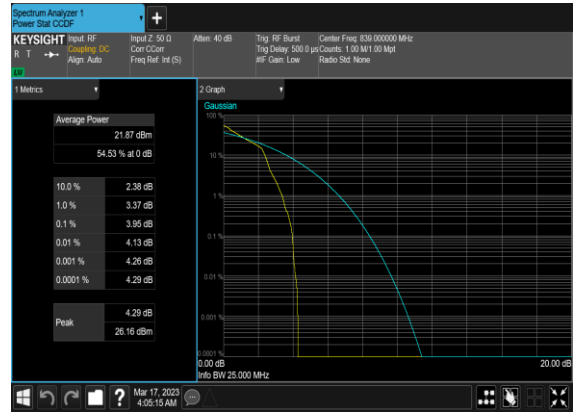 Spectrum Analyzer 1
Power Stat CCDF
KEYSIGHT
R T
LXI
Input: RF
Coupling: DC
Align: Auto
Input Z: 50 Ω
Corr CCorr
Freq Ref: Int (S)
Atten: 40 dB
Trig: RF Burst
Trig Delay: 500.0 µs
#IF Gain: Low
Center Freq: 839.000000 MHz
Counts: 1.00 M/1.00 Mpt
Radio Std: None
1 Metrics
Average Power
21.87 dBm
54.53 % at 0 dB
10.0 % 2.38 dB
1.0 % 3.37 dB
0.1 % 3.95 dB
0.01 % 4.13 dB
0.001 % 4.26 dB
0.0001 % 4.29 dB
Peak
4.29 dB
26.16 dBm
2 Graph
Gaussian
100 %
10 %
1 %
0.1 %
0.01 %
0.001 %
0.0001 %
0.00 dB
20.00 dB
Info BW 25.000 MHz
?
Mar 17, 2023
4:05:15 AM